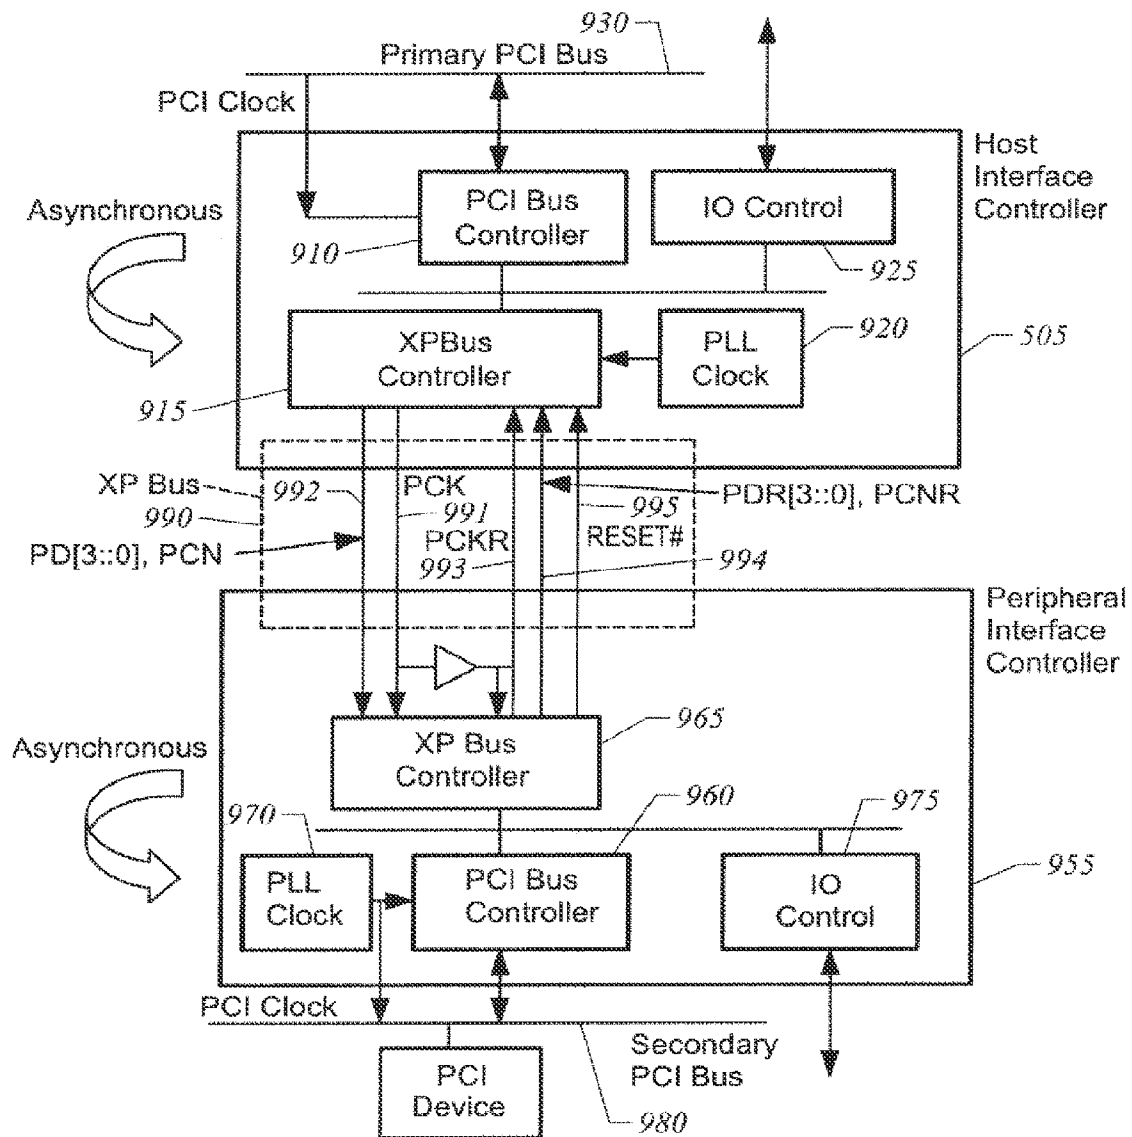 930
Primary PCI Bus
PCI Clock
Host
Interface
Controller
Asynchronous
PCI Bus
Controller
910
IO Control
925
XPBus
Controller
915
PLL
Clock
920
505
XP Bus
990
992
PCK
991
PDR[3::0], PCNR
995
PD[3::0], PCN
PCKR
993
RESET#
994
Peripheral
Interface
Controller
XP Bus
Controller
965
Asynchronous
970
960
975
PLL
Clock
PCI Bus
Controller
IO
Control
955
PCI Clock
Secondary
PCI Bus
PCI
Device
980